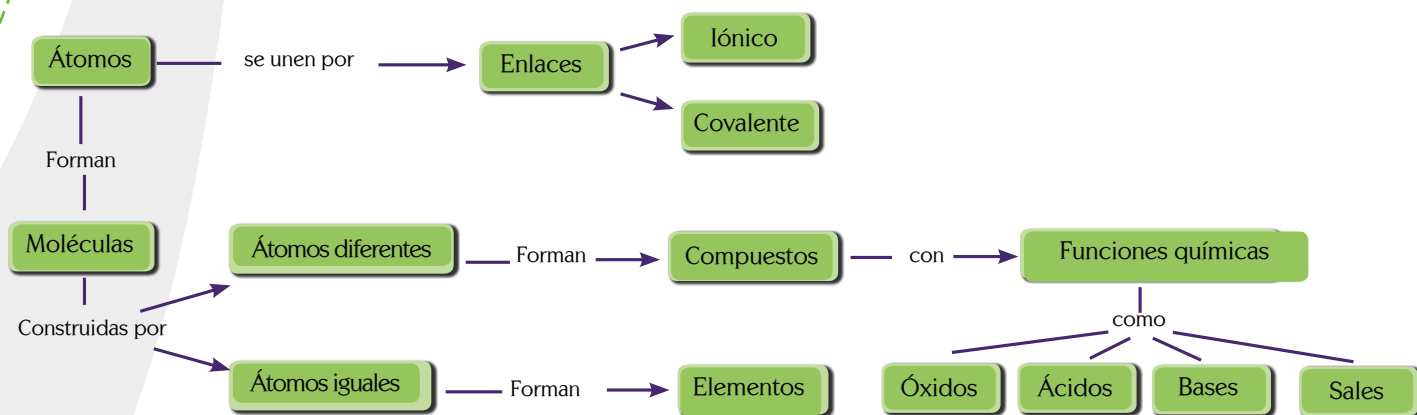 Átomos
se unen por
Enlaces
Iónico
Covalente
Forman
Moléculas
Construidas por
Átomos diferentes
Forman
Compuestos
con
Funciones químicas
como
Óxidos
Ácidos
Bases
Sales
Átomos iguales
Forman
Elementos